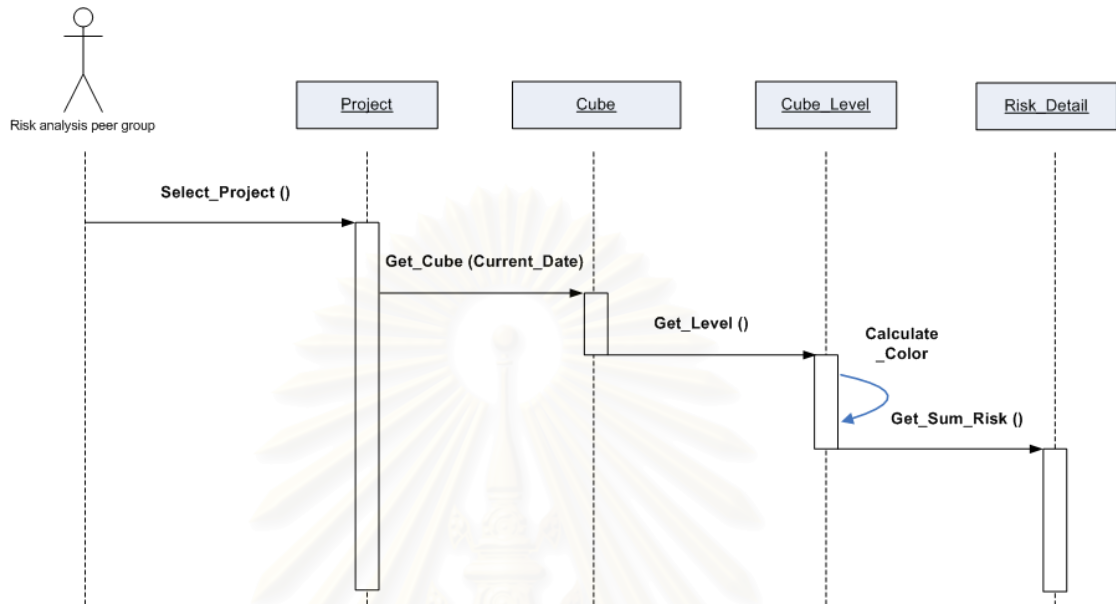 Risk analysis peer group
Project
Cube
Cube_Level
Risk_Detail
Select_Project ()
Get_Cube (Current_Date)
Get_Level ()
Calculate
_Color
Get_Sum_Risk ()